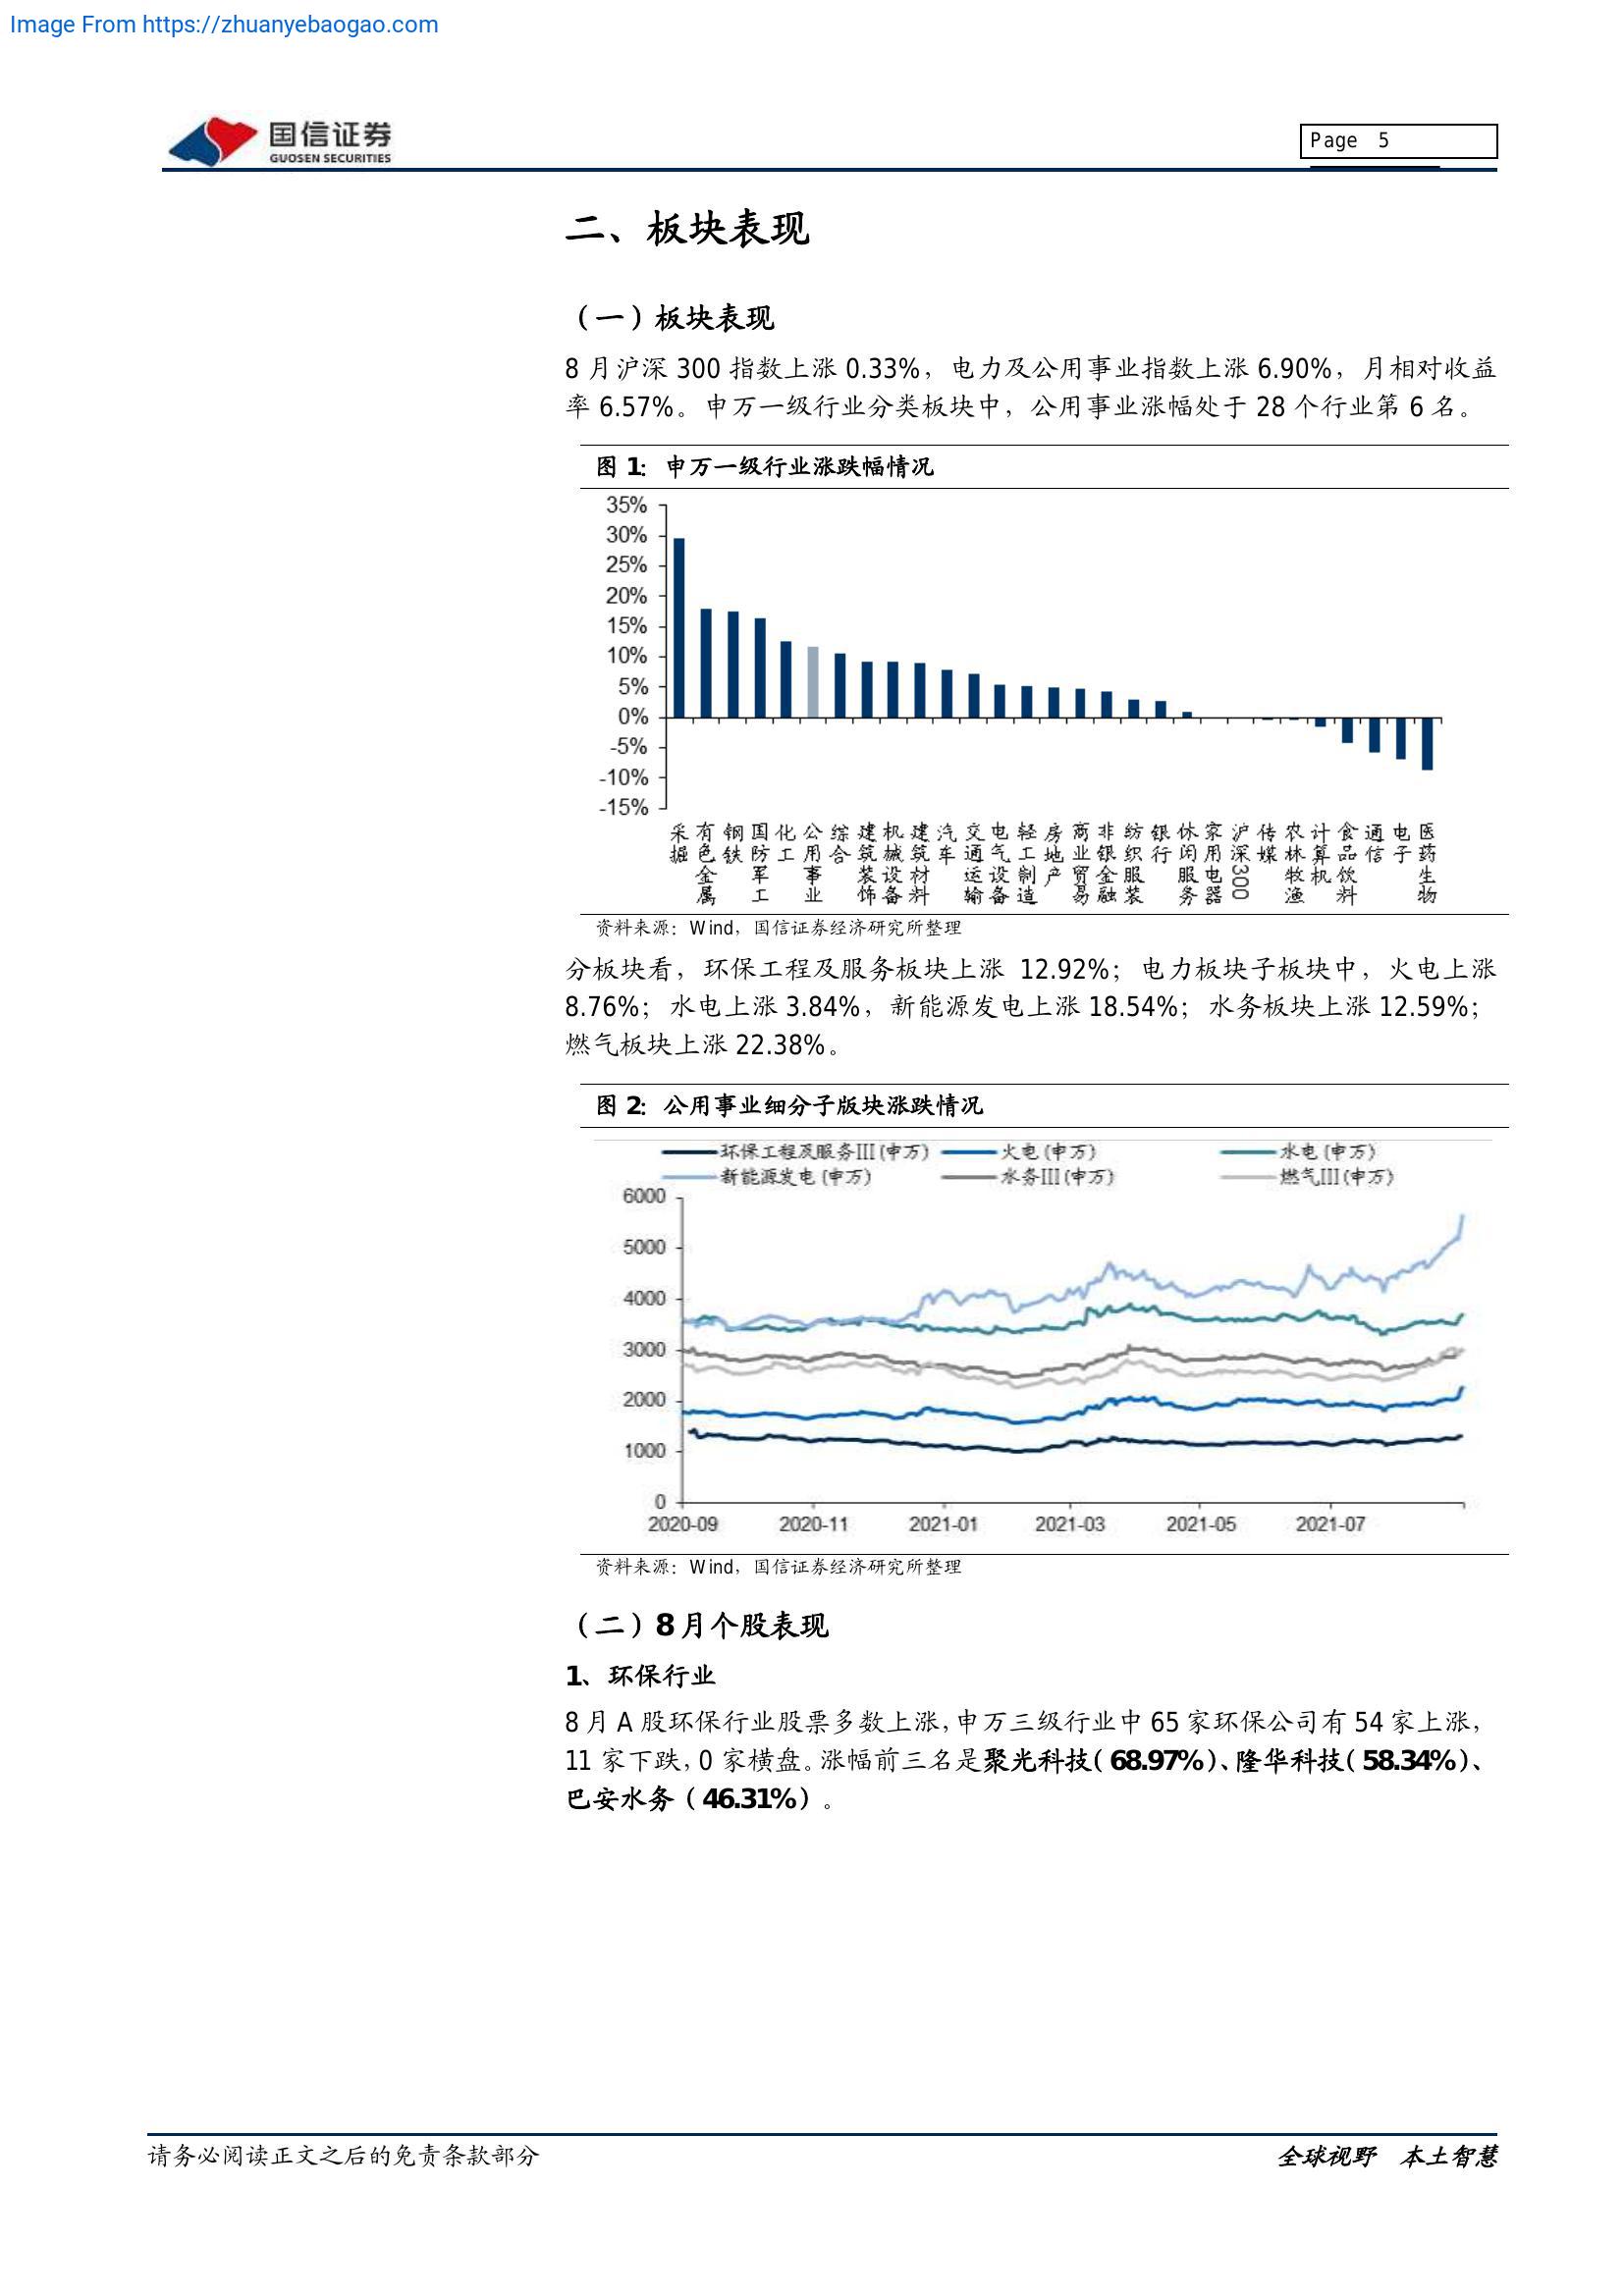 Image From https://zhuanyebaogao.com
国信证券
GUOSEN SECURITIES
Page 5
二、板块表现
（一）板块表现
8 月沪深 300 指数上涨 0.33%，电力及公用事业指数上涨 6.90%，月相对收益
率 6.57%。申万一级行业分类板块中，公用事业涨幅处于 28 个行业第 6 名。
图 1：申万一级行业涨跌幅情况
35%
30%
25%
20%
15%
10%
5%
0%
-5%
-10%
-15%
采掘
有色金属
钢铁
国防军工
化工
公用事业
综合
建筑装饰
机械设备
建筑材料
汽车
交通运输
电气设备
轻工制造
房地产
商业贸易
非银金融
纺织服装
银行
休闲服务
家用电器
沪深300
传媒
农林牧渔
计算机
食品饮料
通信
电子
医药生物
资料来源：Wind，国信证券经济研究所整理
分板块看，环保工程及服务板块上涨 12.92%；电力板块子板块中，火电上涨
8.76%；水电上涨 3.84%，新能源发电上涨 18.54%；水务板块上涨 12.59%；
燃气板块上涨 22.38%。
图 2：公用事业细分子版块涨跌情况
环保工程及服务III(申万) 火电(申万) 水电(申万)
新能源发电(申万) 水务III(申万) 燃气III(申万)
6000
5000
4000
3000
2000
1000
0
2020-09 2020-11 2021-01 2021-03 2021-05 2021-07
资料来源：Wind，国信证券经济研究所整理
（二）8 月个股表现
1、环保行业
8 月 A 股环保行业股票多数上涨，申万三级行业中 65 家环保公司有 54 家上涨，
11 家下跌，0 家横盘。涨幅前三名是聚光科技（68.97%）、隆华科技（58.34%）、
巴安水务（46.31%）。
请务必阅读正文之后的免责条款部分
全球视野 本土智慧